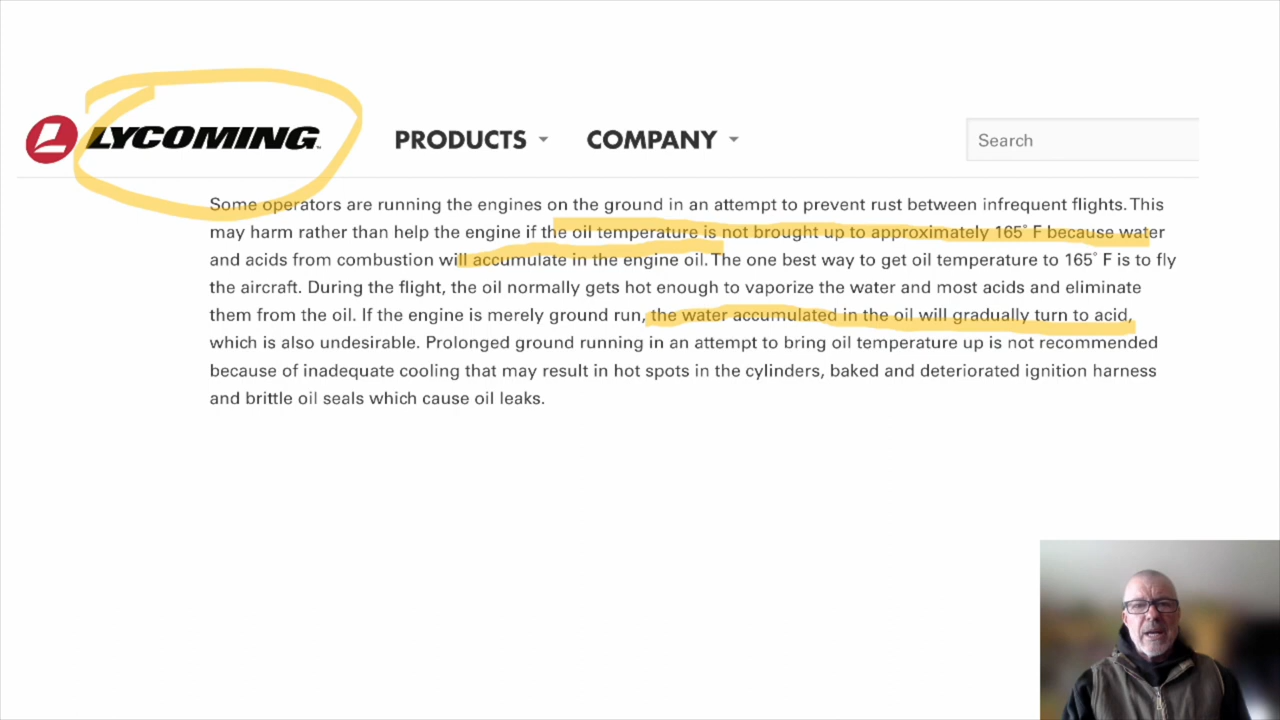 LYCOMING
PRODUCTS
COMPANY
Search
Some operators are running the engines on the ground in an attempt to prevent rust between infrequent flights. This
may harm rather than help the engine if the oil temperature is not brought up to approximately 165° F because water
and acids from combustion will accumulate in the engine oil. The one best way to get oil temperature to 165° F is to fly
the aircraft. During the flight, the oil normally gets hot enough to vaporize the water and most acids and eliminate
them from the oil. If the engine is merely ground run, the water accumulated in the oil will gradually turn to acid,
which is also undesirable. Prolonged ground running in an attempt to bring oil temperature up is not recommended
because of inadequate cooling that may result in hot spots in the cylinders, baked and deteriorated ignition harness
and brittle oil seals which cause oil leaks.